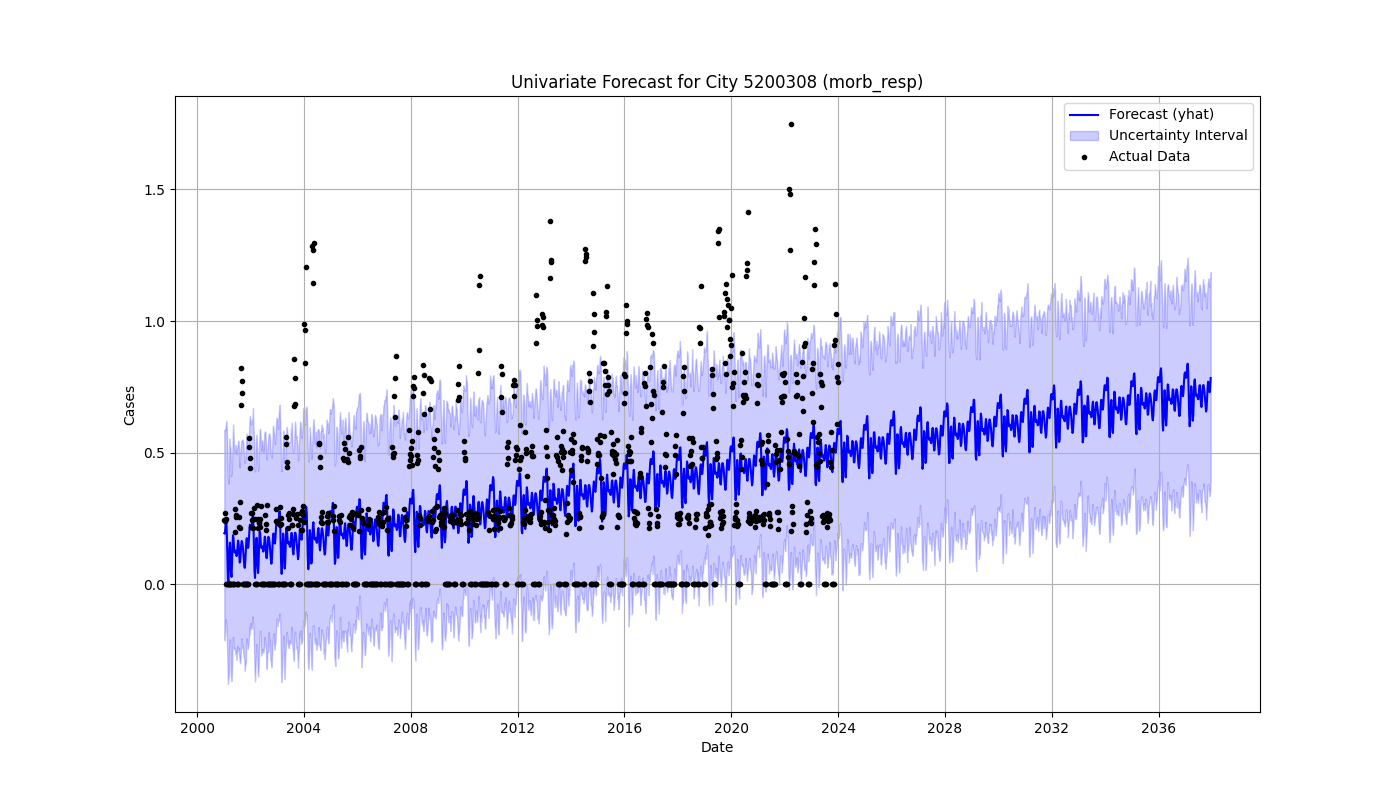 Univariate Forecast for City 5200308 (morb_resp)
Forecast (yhat)
Uncertainty Interval
Actual Data
Cases
1.5
1.0
0.5
0.0
2000 2004 2008 2012 2016 2020 2024 2028 2032 2036
Date